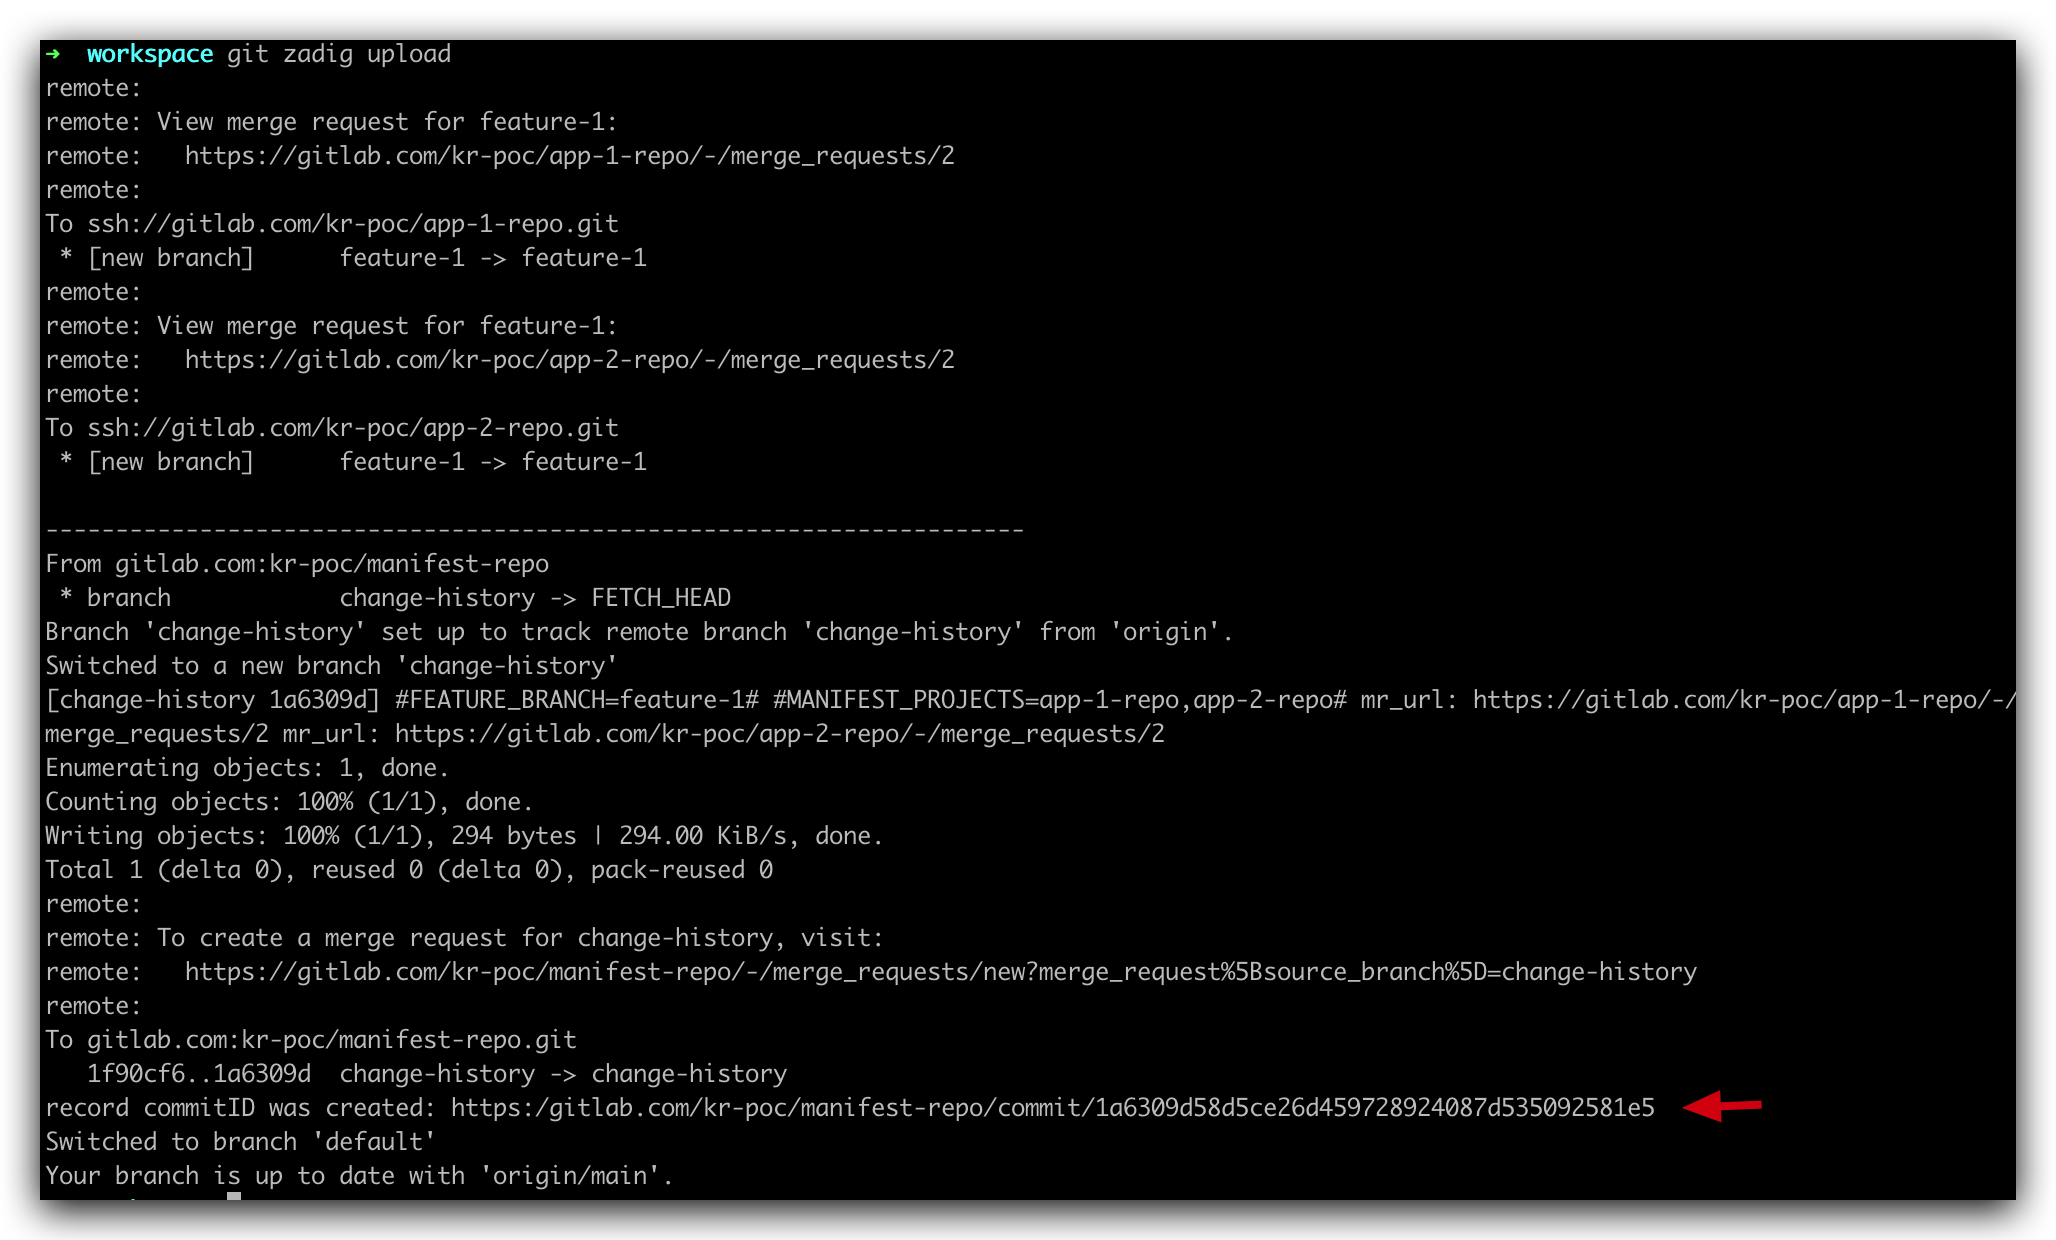 ➜  workspace git zadig upload
remote:
remote: View merge request for feature-1:
remote:   https://gitlab.com/kr-poc/app-1-repo/-/merge_requests/2
remote:
To ssh://gitlab.com/kr-poc/app-1-repo.git
 * [new branch]      feature-1 -> feature-1
remote:
remote: View merge request for feature-1:
remote:   https://gitlab.com/kr-poc/app-2-repo/-/merge_requests/2
remote:
To ssh://gitlab.com/kr-poc/app-2-repo.git
 * [new branch]      feature-1 -> feature-1
----------------------------------------------------------------------
From gitlab.com:kr-poc/manifest-repo
 * branch            change-history -> FETCH_HEAD
Branch 'change-history' set up to track remote branch 'change-history' from 'origin'.
Switched to a new branch 'change-history'
[change-history 1a6309d] #FEATURE_BRANCH=feature-1# #MANIFEST_PROJECTS=app-1-repo,app-2-repo# mr_url: https://gitlab.com/kr-poc/app-1-repo/-/
merge_requests/2 mr_url: https://gitlab.com/kr-poc/app-2-repo/-/merge_requests/2
Enumerating objects: 1, done.
Counting objects: 100% (1/1), done.
Writing objects: 100% (1/1), 294 bytes | 294.00 KiB/s, done.
Total 1 (delta 0), reused 0 (delta 0), pack-reused 0
remote:
remote: To create a merge request for change-history, visit:
remote:   https://gitlab.com/kr-poc/manifest-repo/-/merge_requests/new?merge_request%5Bsource_branch%5D=change-history
remote:
To gitlab.com:kr-poc/manifest-repo.git
   1f90cf6..1a6309d  change-history -> change-history
record commitID was created: https:/gitlab.com/kr-poc/manifest-repo/commit/1a6309d58d5ce26d459728924087d535092581e5
Switched to branch 'default'
Your branch is up to date with 'origin/main'.